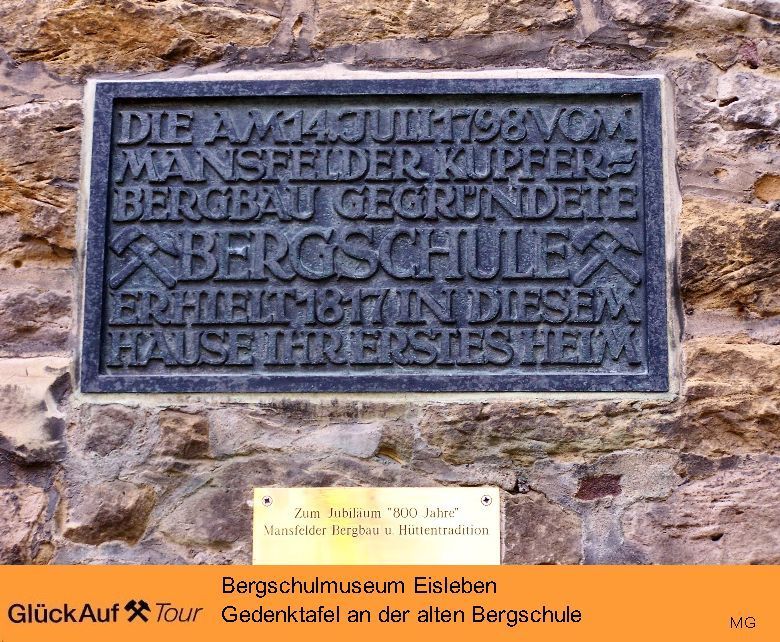 DIE AM 14. JULI 1798 VOM
MANSFELDER KUPFER=
BERGBAU GEGRÜNDETE
BERGSCHULE
ERHIELT 1817 IN DIESEM
HAUSE IHR ERSTES HEIM
Zum Jubiläum "800 Jahre"
Mansfelder Bergbau u. Hüttentradition
Bergschulmuseum Eisleben
GlückAuf Tour
Gedenktafel an der alten Bergschule
MG